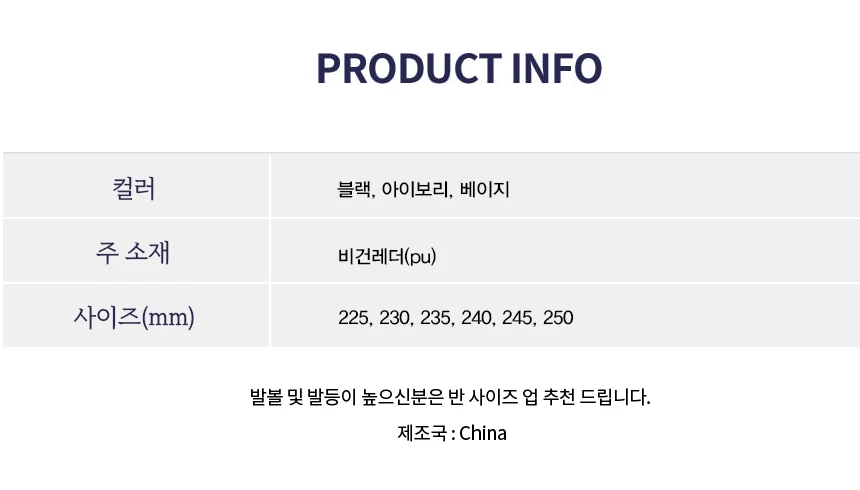 PRODUCT INFO
컬러 블랙, 아이보리, 베이지
주 소재 비건레더(pu)
사이즈(mm) 225, 230, 235, 240, 245, 250
발볼 및 발등이 높으신분은 반 사이즈 업 추천 드립니다.
제조국 : China